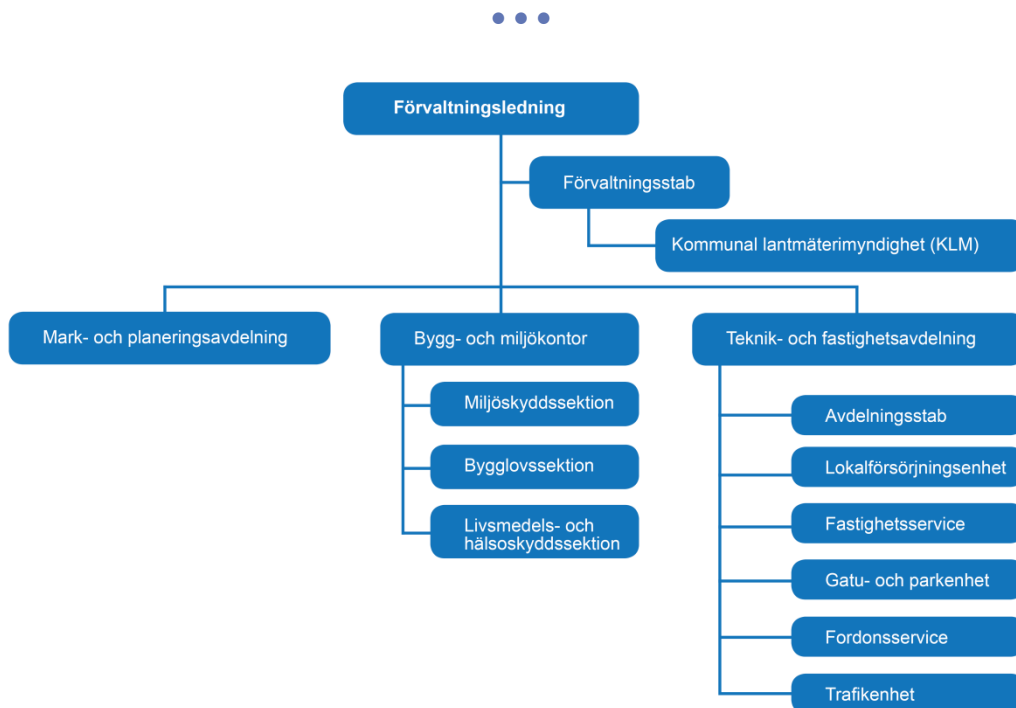 Förvaltningsledning
Förvaltningsstab
Kommunal lantmäterimyndighet (KLM)
Mark- och planeringsavdelning
Bygg- och miljökontor
Miljöskyddssektion
Bygglovssektion
Livsmedels- och
hälsoskyddssektion
Teknik- och fastighetsavdelning
Avdelningsstab
Lokalförsörjningsenhet
Fastighetsservice
Gatu- och parkenhet
Fordonsservice
Trafikenhet